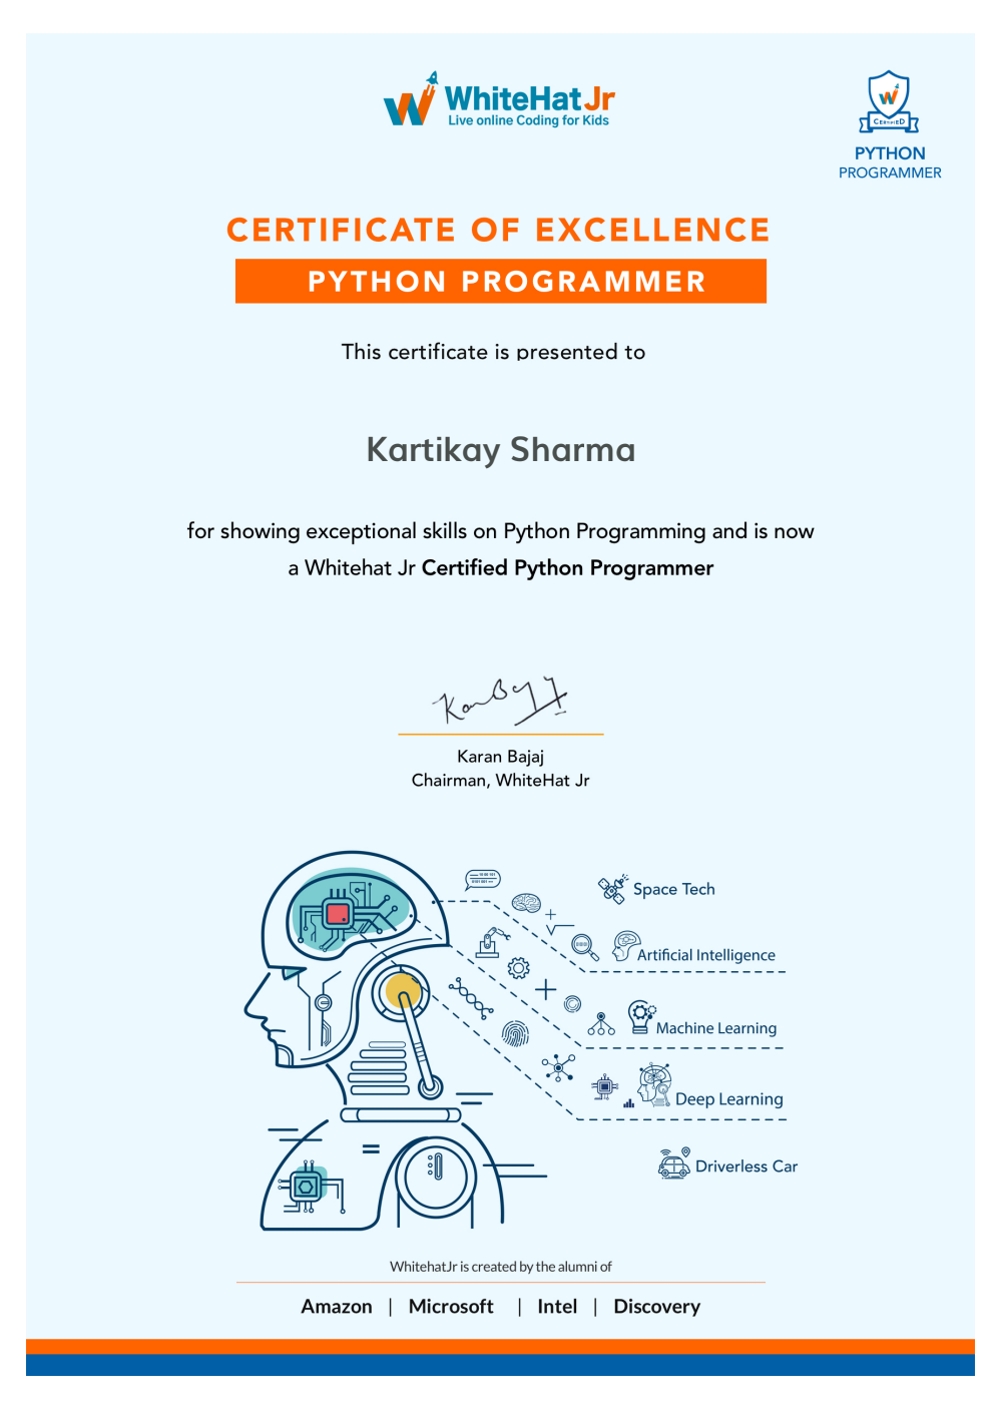 WhiteHat Jr
Live online Coding for Kids
CERTIFIED
PYTHON
PROGRAMMER
CERTIFICATE OF EXCELLENCE
PYTHON PROGRAMMER
This certificate is presented to
Kartikay Sharma
for showing exceptional skills on Python Programming and is now
a Whitehat Jr Certified Python Programmer
Karan Bajaj
Chairman, WhiteHat Jr
Space Tech
Artificial Intelligence
Machine Learning
Deep Learning
Driverless Car
WhitehatJr is created by the alumni of
Amazon | Microsoft | Intel | Discovery